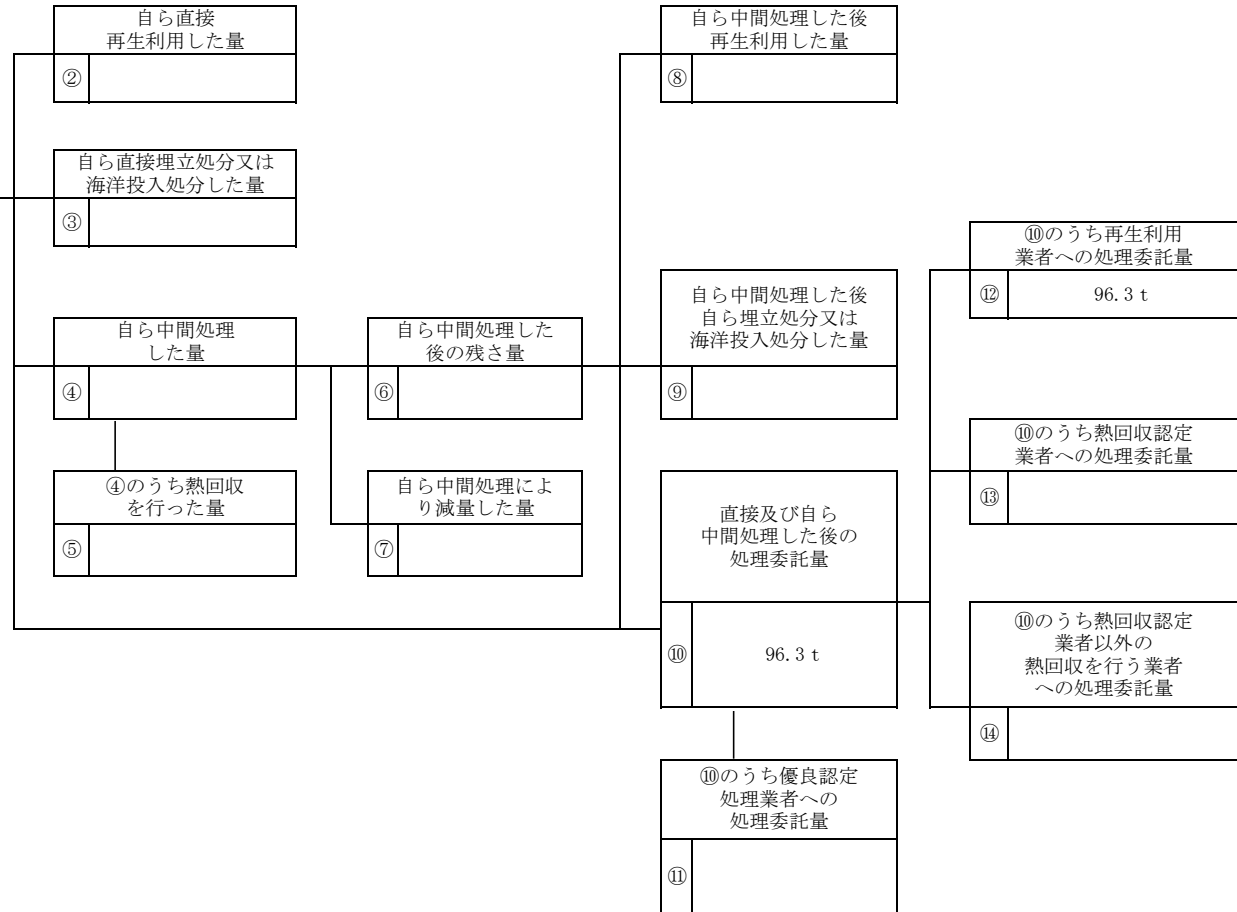 自ら直接
再生利用した量
②
自ら直接埋立処分又は
海洋投入処分した量
③
自ら中間処理
した量
④
④のうち熱回収
を行った量
⑤
自ら中間処理した
後の残さ量
⑥
自ら中間処理によ
り減量した量
⑦
自ら中間処理した後
再生利用した量
⑧
自ら中間処理した後
自ら埋立処分又は
海洋投入処分した量
⑨
直接及び自ら
中間処理した後の
処理委託量
⑩ 96.3 t
⑩のうち優良認定
処理業者への
処理委託量
⑪
⑩のうち再生利用
業者への処理委託量
⑫ 96.3 t
⑩のうち熱回収認定
業者への処理委託量
⑬
⑩のうち熱回収認定
業者以外の
熱回収を行う業者
への処理委託量
⑭